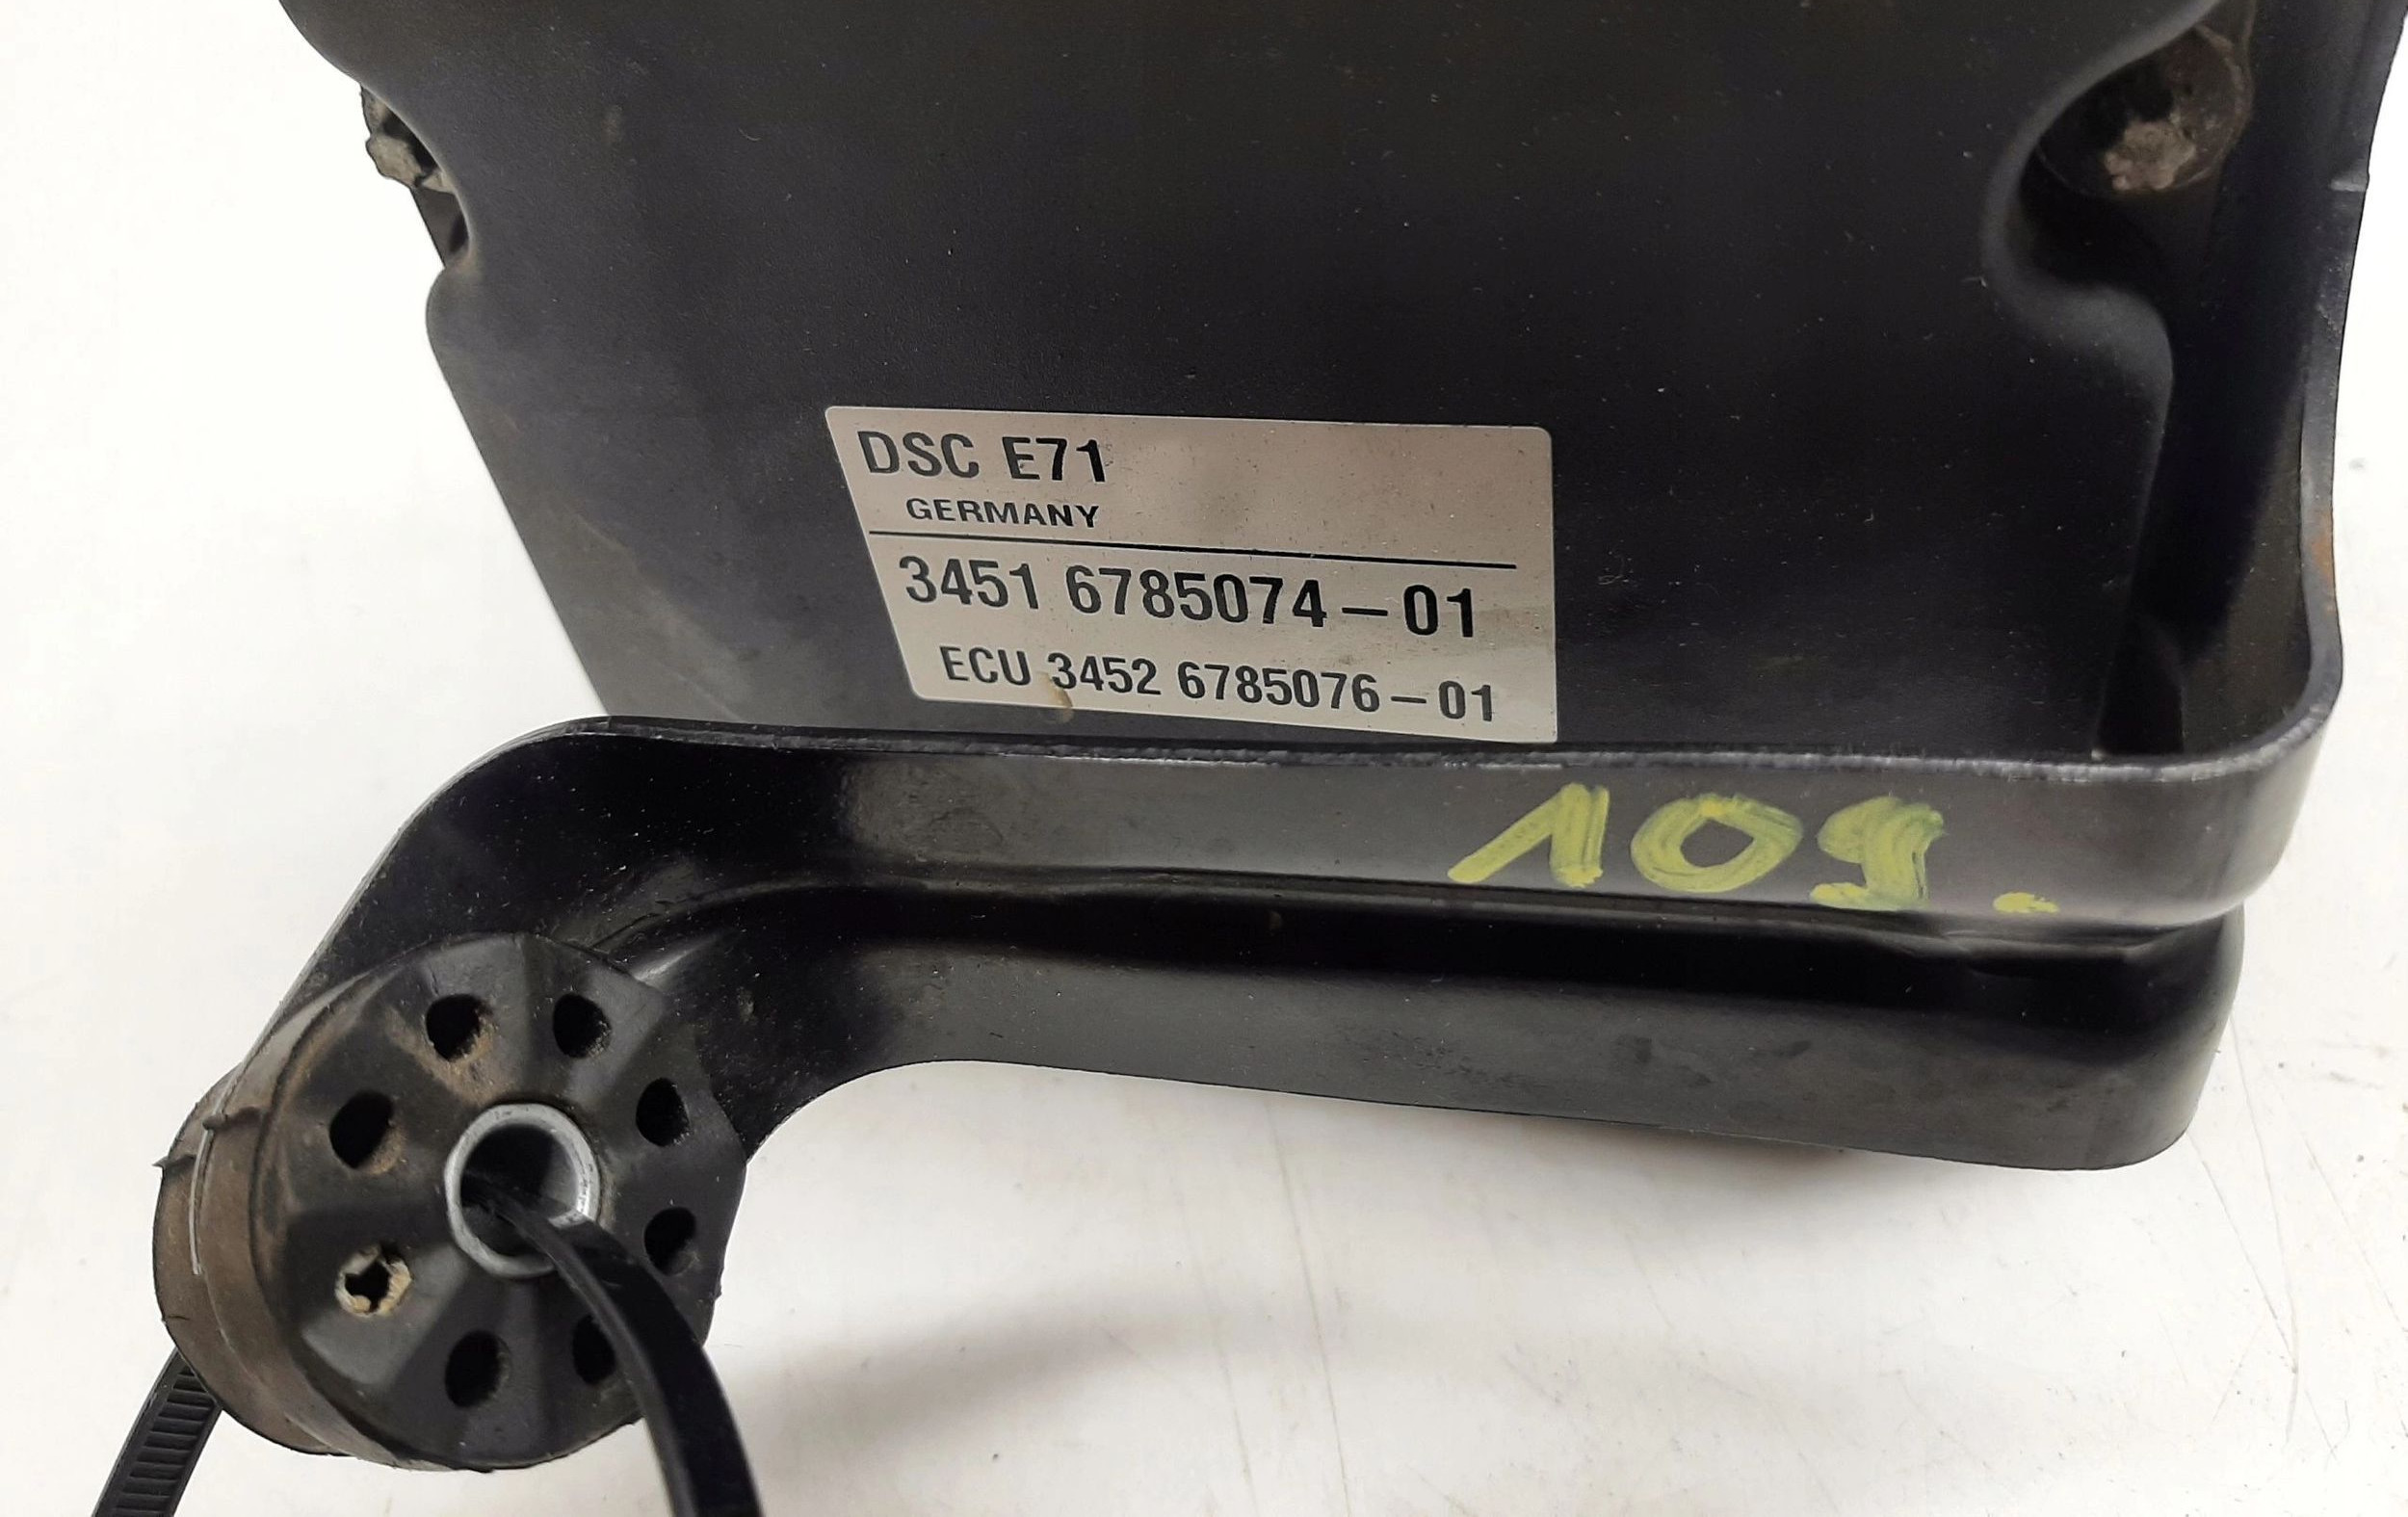 DSC E71
GERMANY
3451 6785074-01
ECU 3452 6785076-01
109.